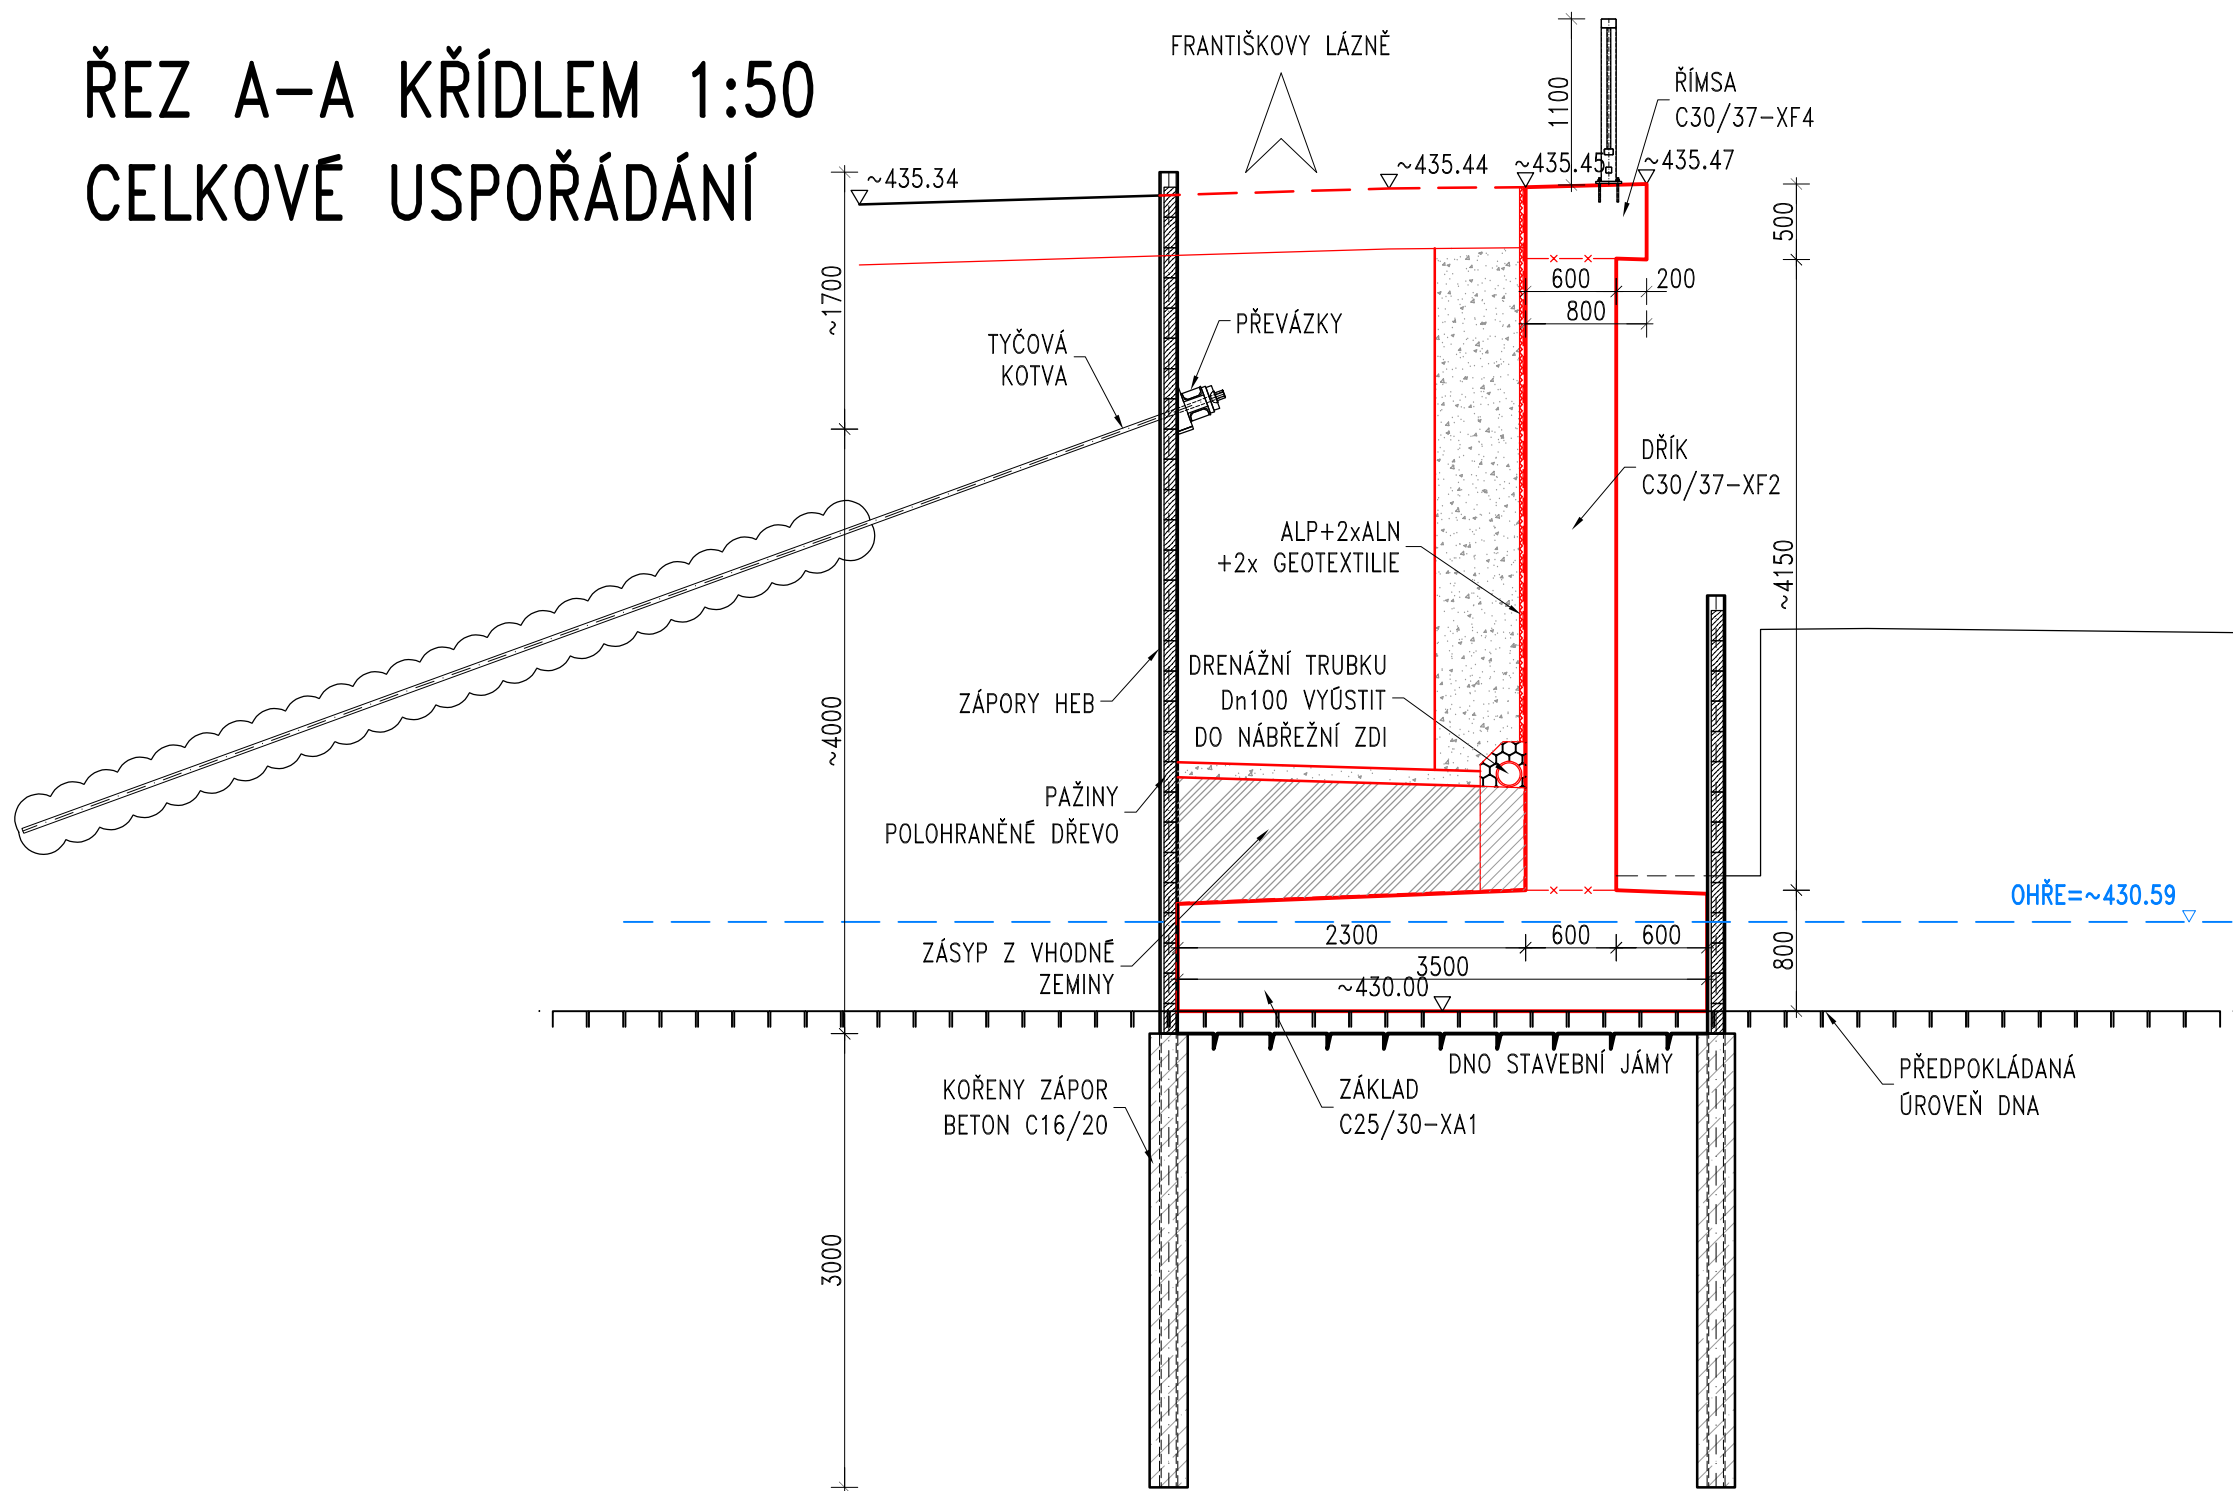 ŘEZ A-A KŘÍDLEM 1:50
CELKOVÉ USPOŘÁDÁNÍ
FRANTIŠKOVY LÁZNĚ
1100
ŘÍMSA
C30/37-XF4
~435.34
~435.44
~435.45
~435.47
500
600
200
800
~1700
PŘEVÁZKY
TYČOVÁ
KOTVA
DŘÍK
C30/37-XF2
ALP+2xALN
+2x GEOTEXTILIE
~4150
DRENÁŽNÍ TRUBKU
Dn100 VYÚSTIT
DO NÁBŘEŽNÍ ZDI
ZÁPORY HEB
~4000
PAŽINY
POLOHRANĚNÉ DŘEVO
OHŘE=~430.59
ZÁSYP Z VHODNÉ
ZEMINY
2300
600
600
3500
800
~430.00
DNO STAVEBNÍ JÁMY
KOŘENY ZÁPOR
BETON C16/20
ZÁKLAD
C25/30-XA1
PŘEDPOKLÁDANÁ
ÚROVEŇ DNA
3000